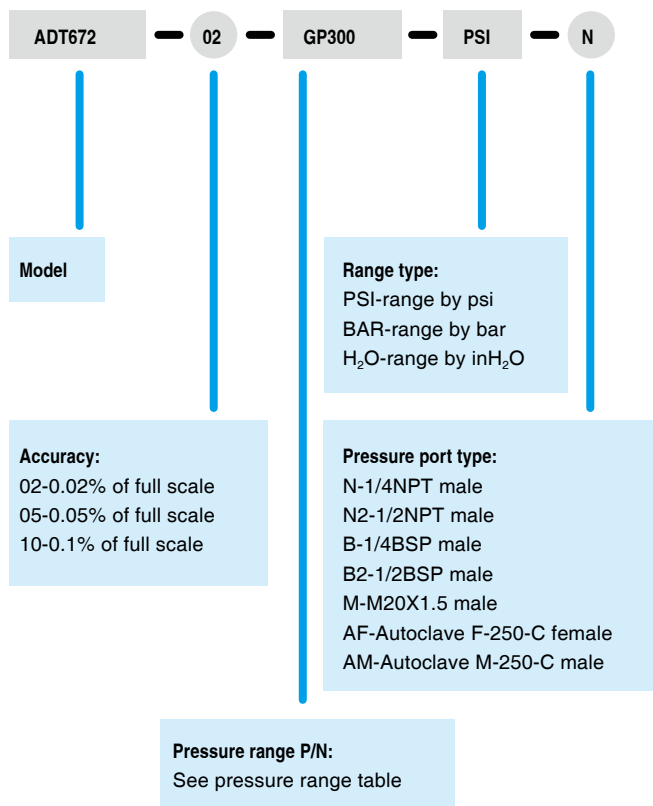 ADT672 02 GP300 PSI N
Model
Range type:
PSI-range by psi
BAR-range by bar
H₂O-range by inH₂O
Accuracy:
02-0.02% of full scale
05-0.05% of full scale
10-0.1% of full scale
Pressure port type:
N-1/4NPT male
N2-1/2NPT male
B-1/4BSP male
B2-1/2BSP male
M-M20X1.5 male
AF-Autoclave F-250-C female
AM-Autoclave M-250-C male
Pressure range P/N:
See pressure range table